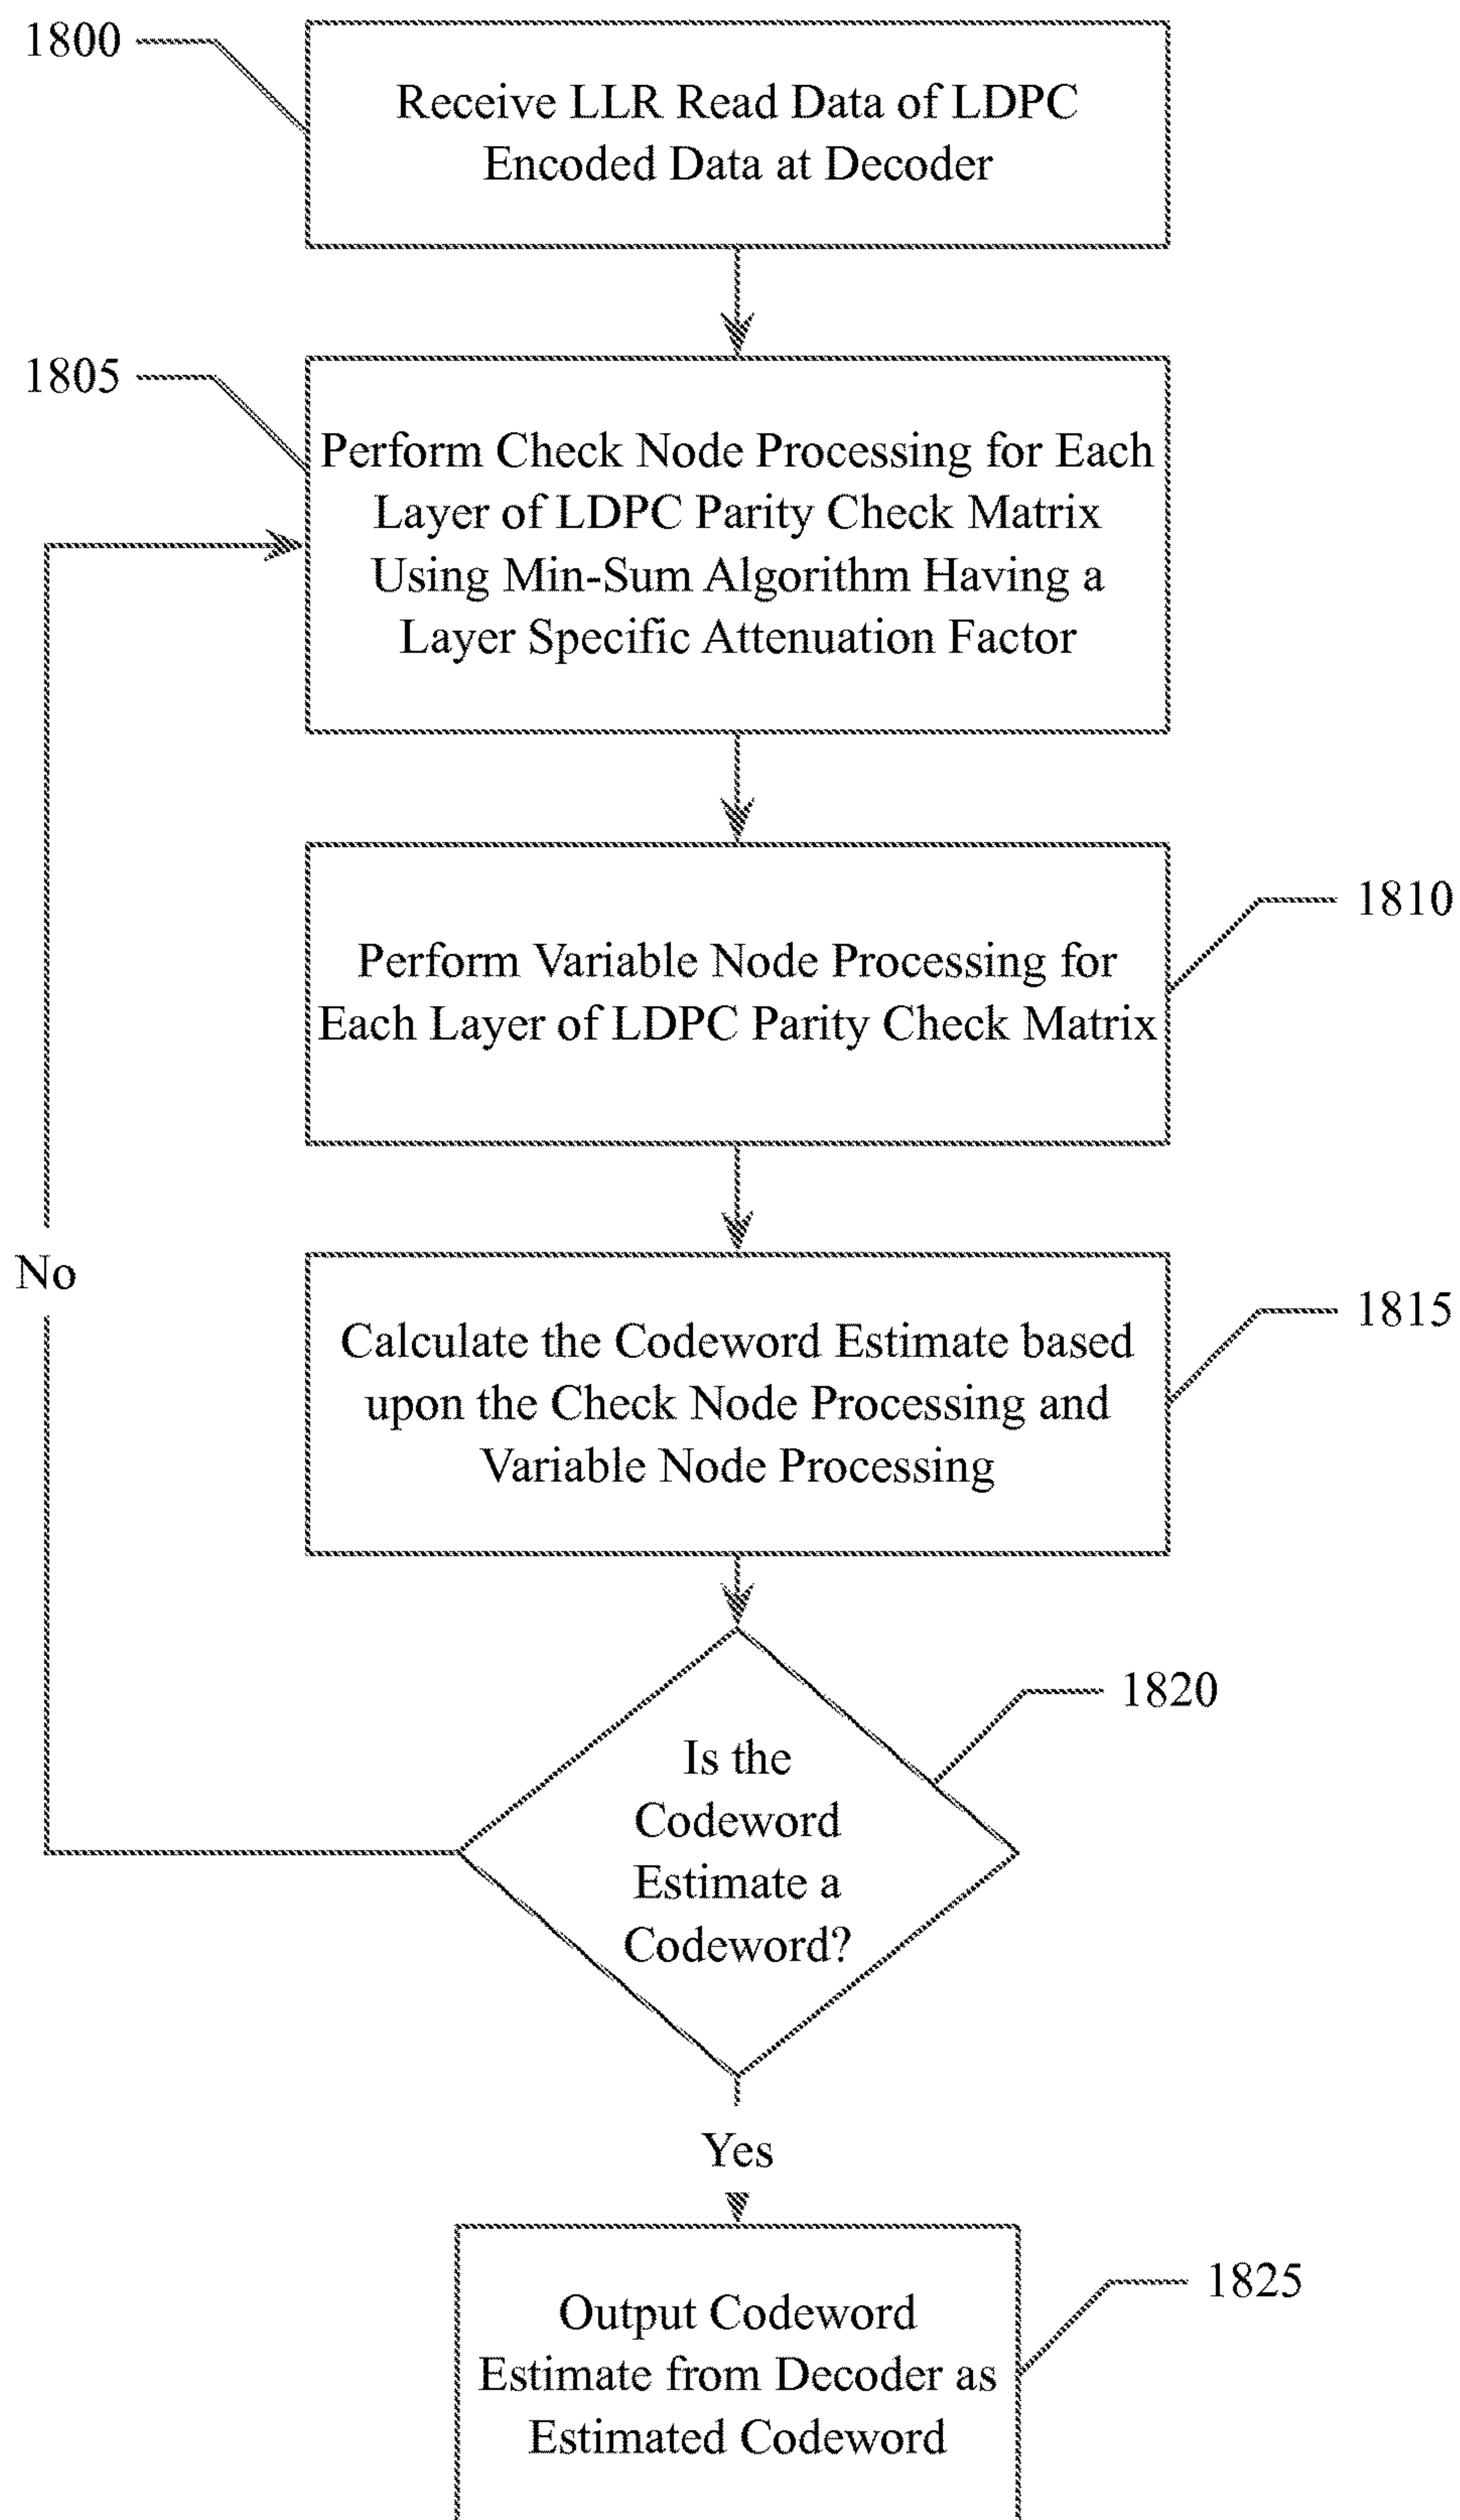 1800
Receive LLR Read Data of LDPC
Encoded Data at Decoder
1805
Perform Check Node Processing for Each
Layer of LDPC Parity Check Matrix
Using Min-Sum Algorithm Having a
Layer Specific Attenuation Factor
1810
Perform Variable Node Processing for
Each Layer of LDPC Parity Check Matrix
No
1815
Calculate the Codeword Estimate based
upon the Check Node Processing and
Variable Node Processing
1820
Is the
Codeword
Estimate a
Codeword?
Yes
1825
Output Codeword
Estimate from Decoder as
Estimated Codeword